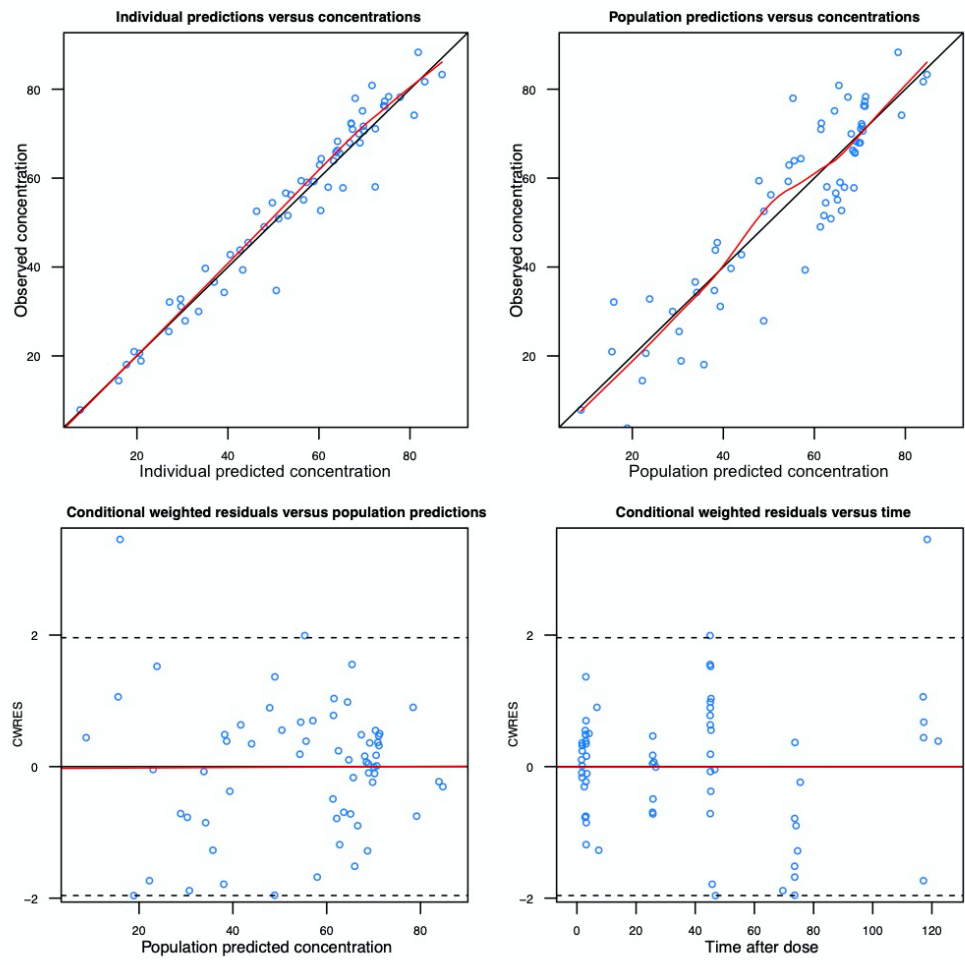 Individual predictions versus concentrations
Observed concentration
80
60
40
20
20 40 60 80
Individual predicted concentration
Population predictions versus concentrations
Observed concentration
80
60
40
20
20 40 60 80
Population predicted concentration
Conditional weighted residuals versus population predictions
CWRES
2
0
−2
20 40 60 80
Population predicted concentration
Conditional weighted residuals versus time
CWRES
2
0
−2
0 20 40 60 80 100 120
Time after dose